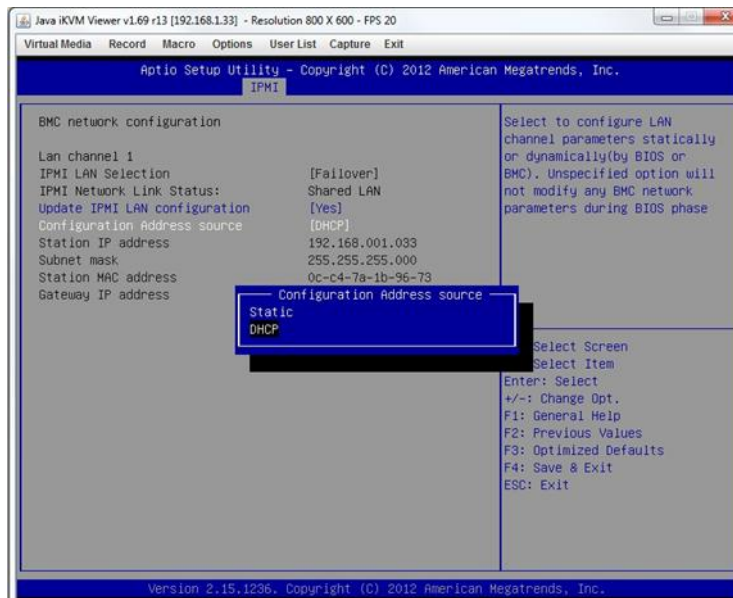 Java iKVM Viewer v1.69 r13 [192.168.1.33] - Resolution 800 X 600 - FPS 20
Virtual Media Record Macro Options User List Capture Exit
Aptio Setup Utility – Copyright (C) 2012 American Megatrends, Inc.
IPMI
BMC network configuration
Lan channel 1
IPMI LAN Selection [Failover]
IPMI Network Link Status: Shared LAN
Update IPMI LAN configuration [Yes]
Configuration Address source [DHCP]
Station IP address 192.168.001.033
Subnet mask 255.255.255.000
Station MAC address 0c-c4-7a-1b-96-73
Gateway IP address
Configuration Address source
Static
DHCP
Select to configure LAN
channel parameters statically
or dynamically(by BIOS or
BMC). Unspecified option will
not modify any BMC network
parameters during BIOS phase
Select Screen
Select Item
Enter: Select
+/-: Change Opt.
F1: General Help
F2: Previous Values
F3: Optimized Defaults
F4: Save & Exit
ESC: Exit
Version 2.15.1236. Copyright (C) 2012 American Megatrends, Inc.